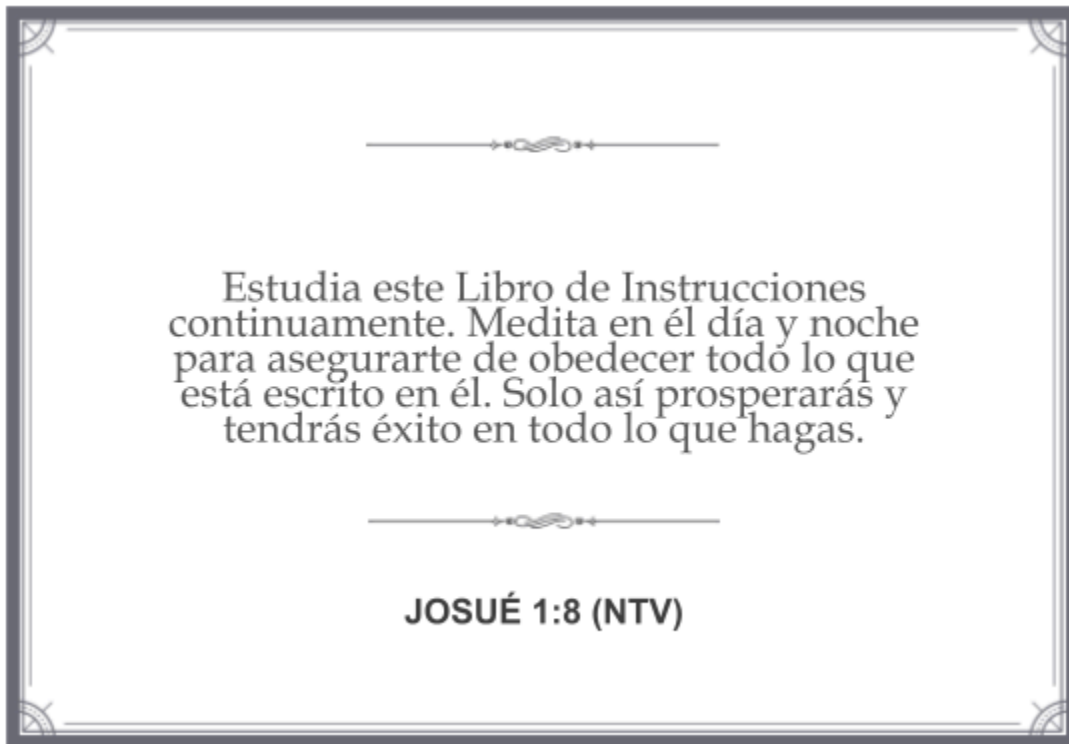 Estudia este Libro de Instrucciones
continuamente. Medita en él día y noche
para asegurarte de obedecer todo lo que
está escrito en él. Solo así prosperarás y
tendrás éxito en todo lo que hagas.
JOSUÉ 1:8 (NTV)